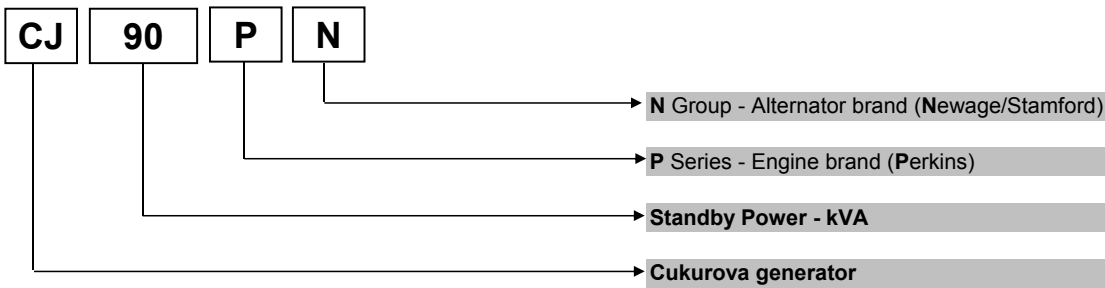 CJ 90 P N
N Group - Alternator brand (Newage/Stamford)
P Series - Engine brand (Perkins)
Standby Power - kVA
Cukurova generator